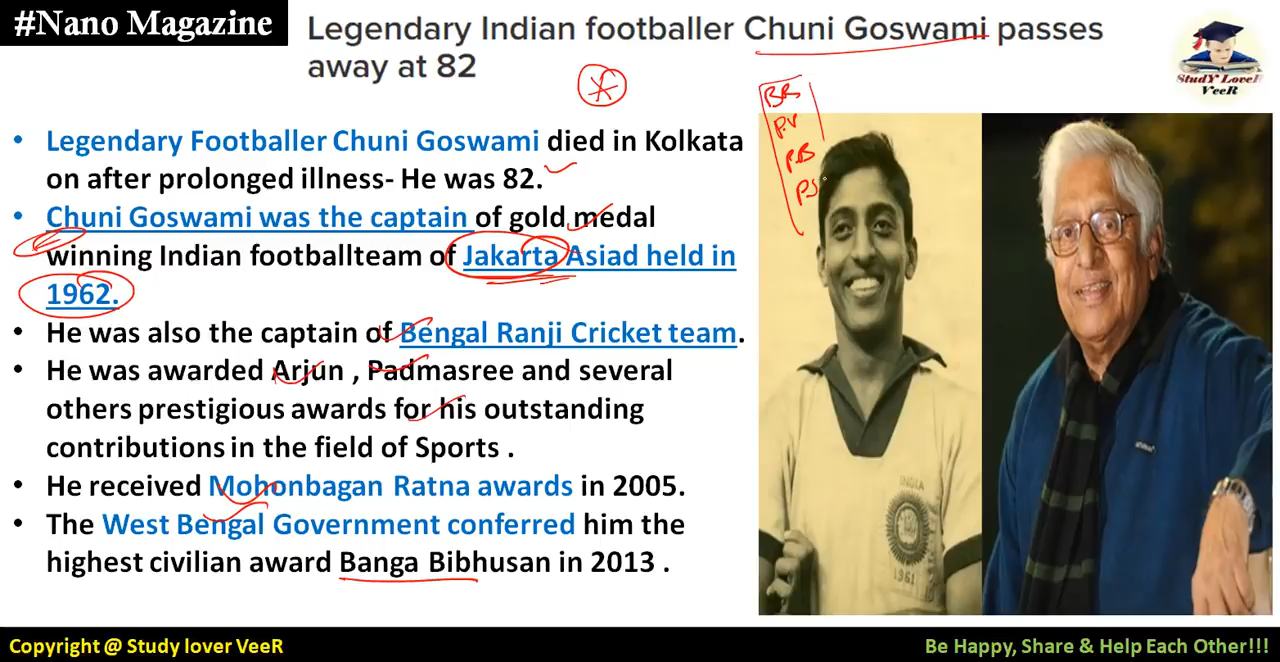 #Nano Magazine
Legendary Indian footballer Chuni Goswami passes
away at 82
StudY LoveR
VeeR
BR
P.V
P.B
PS
• Legendary Footballer Chuni Goswami died in Kolkata
on after prolonged illness- He was 82.
• Chuni Goswami was the captain of gold medal
winning Indian footballteam of Jakarta Asiad held in
1962.
• He was also the captain of Bengal Ranji Cricket team.
• He was awarded Arjun , Padmasree and several
others prestigious awards for his outstanding
contributions in the field of Sports .
• He received Mohonbagan Ratna awards in 2005.
• The West Bengal Government conferred him the
highest civilian award Banga Bibhusan in 2013 .
INDIA
1961
Copyright @ Study lover VeeR
Be Happy, Share & Help Each Other!!!